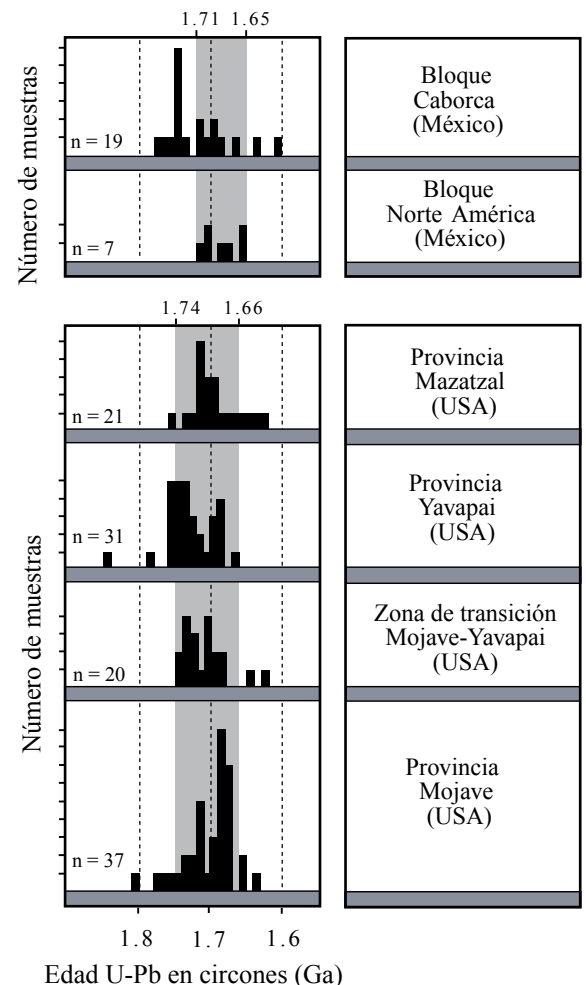 1.71 1.65
Número de muestras
n = 19
Bloque
Caborca
(México)
n = 7
Bloque
Norte América
(México)
1.74 1.66
Número de muestras
n = 21
Provincia
Mazatzal
(USA)
n = 31
Provincia
Yavapai
(USA)
n = 20
Zona de transición
Mojave-Yavapai
(USA)
n = 37
Provincia
Mojave
(USA)
1.8 1.7 1.6
Edad U-Pb en circones (Ga)